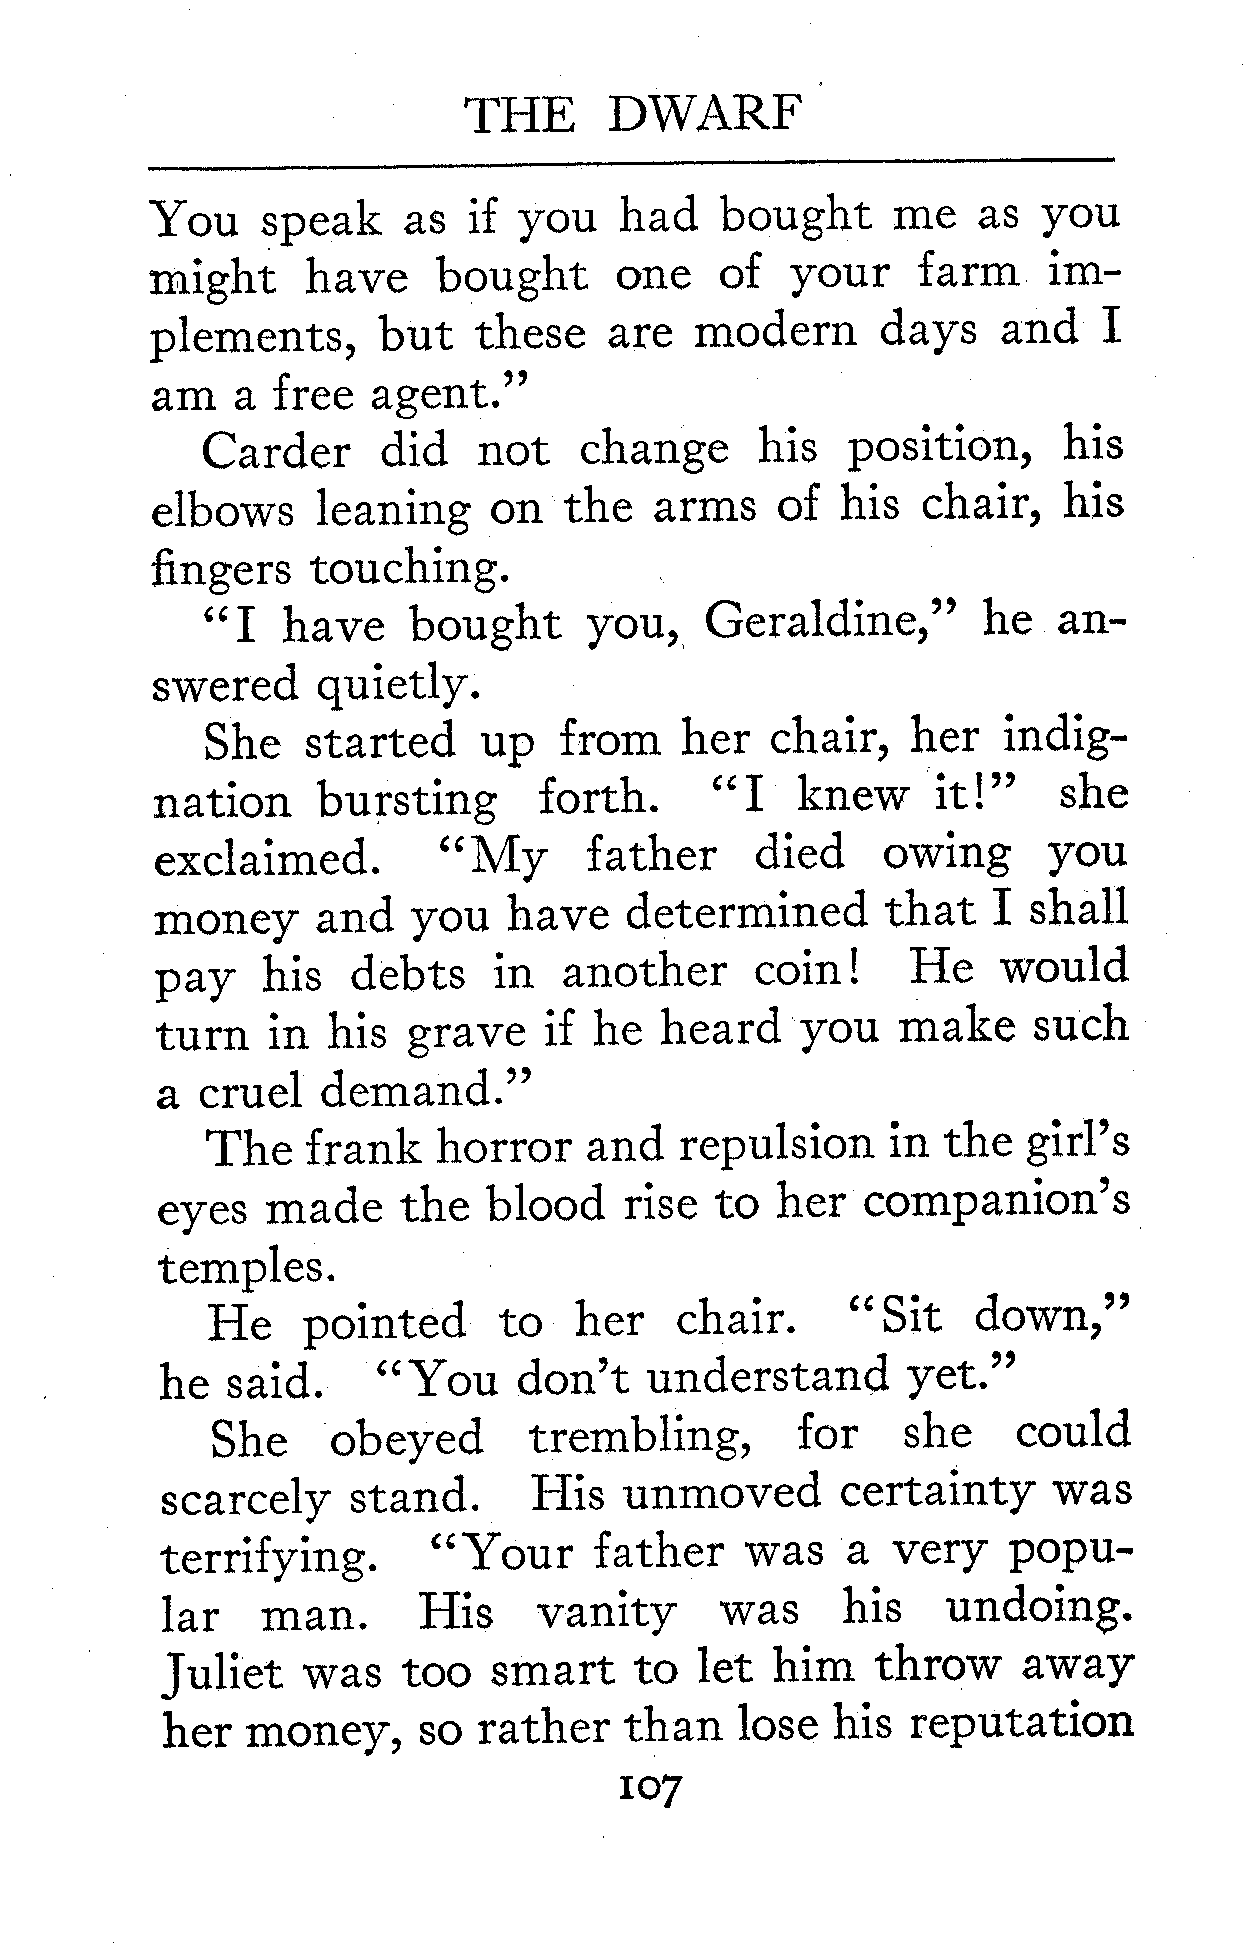 THE DWARF
You speak as if you had bought me as you
might have bought one of your farm im-
plements, but these are modern days and I
am a free agent.”
Carder did not change his position, his
elbows leaning on the arms of his chair, his
fingers touching.
“I have bought you, Geraldine,” he an-
swered quietly.
She started up from her chair, her indig-
nation bursting forth. “I knew it!” she
exclaimed. “My father died owing you
money and you have determined that I shall
pay his debts in another coin! He would
turn in his grave if he heard you make such
a cruel demand.”
The frank horror and repulsion in the girl’s
eyes made the blood rise to her companion’s
temples.
He pointed to her chair. “Sit down,”
he said. “You don’t understand yet.”
She obeyed trembling, for she could
scarcely stand. His unmoved certainty was
terrifying. “Your father was a very popu-
lar man. His vanity was his undoing.
Juliet was too smart to let him throw away
her money, so rather than lose his reputation
107